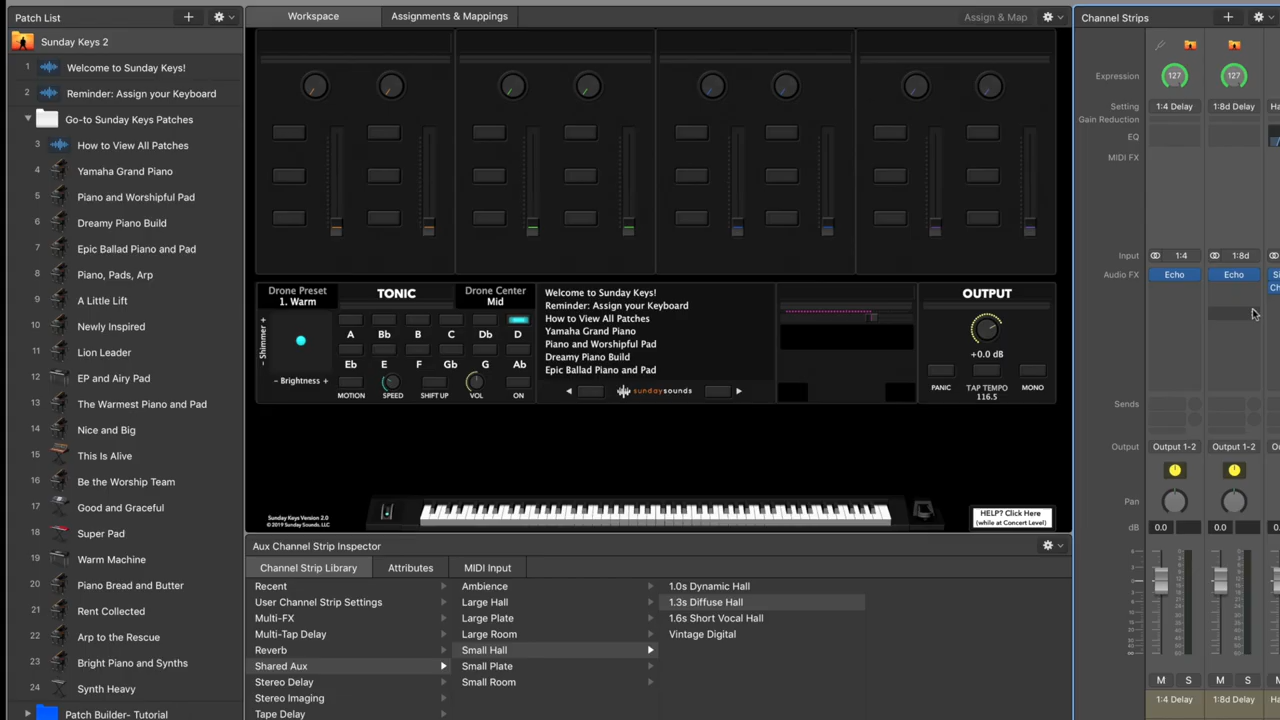 Patch List
Sunday Keys 2
1 Welcome to Sunday Keys!
2 Reminder: Assign your Keyboard
Go-to Sunday Keys Patches
3 How to View All Patches
4 Yamaha Grand Piano
5 Piano and Worshipful Pad
6 Dreamy Piano Build
7 Epic Ballad Piano and Pad
8 Piano, Pads, Arp
9 A Little Lift
10 Newly Inspired
11 Lion Leader
12 EP and Airy Pad
13 The Warmest Piano and Pad
14 Nice and Big
15 This Is Alive
16 Be the Worship Team
17 Good and Graceful
18 Super Pad
19 Warm Machine
20 Piano Bread and Butter
21 Rent Collected
22 Arp to the Rescue
23 Bright Piano and Synths
24 Synth Heavy
Patch Builder- Tutorial
Workspace Assignments & Mappings Assign & Map
Drone Preset
1. Warm
TONIC
Drone Center
Mid
- Shimmer +
- Brightness +
A Bb B C Db D
Eb E F Gb G Ab
MOTION SPEED SHIFT UP VOL ON
Welcome to Sunday Keys!
Reminder: Assign your Keyboard
How to View All Patches
Yamaha Grand Piano
Piano and Worshipful Pad
Dreamy Piano Build
Epic Ballad Piano and Pad
sundaysounds
OUTPUT
+0.0 dB
PANIC TAP TEMPO MONO
116.5
Sunday Keys Version 2.0
© 2019 Sunday Sounds, LLC
HELP? Click Here
(while at Concert Level)
Aux Channel Strip Inspector
Channel Strip Library Attributes MIDI Input
Recent
User Channel Strip Settings
Multi-FX
Multi-Tap Delay
Reverb
Shared Aux
Stereo Delay
Stereo Imaging
Tape Delay
Ambience
Large Hall
Large Plate
Large Room
Small Hall
Small Plate
Small Room
1.0s Dynamic Hall
1.3s Diffuse Hall
1.6s Short Vocal Hall
Vintage Digital
Channel Strips
Expression 127 127
Setting 1:4 Delay 1:8d Delay Ha
Gain Reduction
EQ
MIDI FX
Input 1:4 1:8d
Audio FX Echo Echo
Ch
Sends
Output Output 1-2 Output 1-2
Pan
dB 0.0 0.0
M S M S
1:4 Delay 1:8d Delay